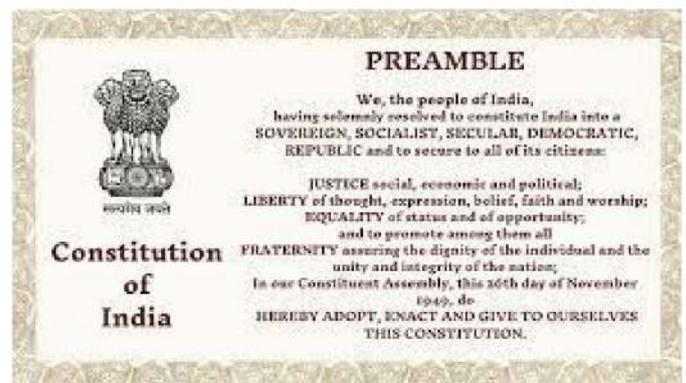 सत्यमेव जयते
Constitution
of
India
PREAMBLE
We, the people of India,
having solemnly resolved to constitute India into a
SOVEREIGN, SOCIALIST, SECULAR, DEMOCRATIC,
REPUBLIC and to secure to all of its citizens:
JUSTICE social, economic and political;
LIBERTY of thought, expression, belief, faith and worship;
EQUALITY of status and of opportunity;
and to promote among them all
FRATERNITY assuring the dignity of the individual and the
unity and integrity of the nation;
In our Constituent Assembly, this 26th day of November
1949, do
HEREBY ADOPT, ENACT AND GIVE TO OURSELVES
THIS CONSTITUTION.